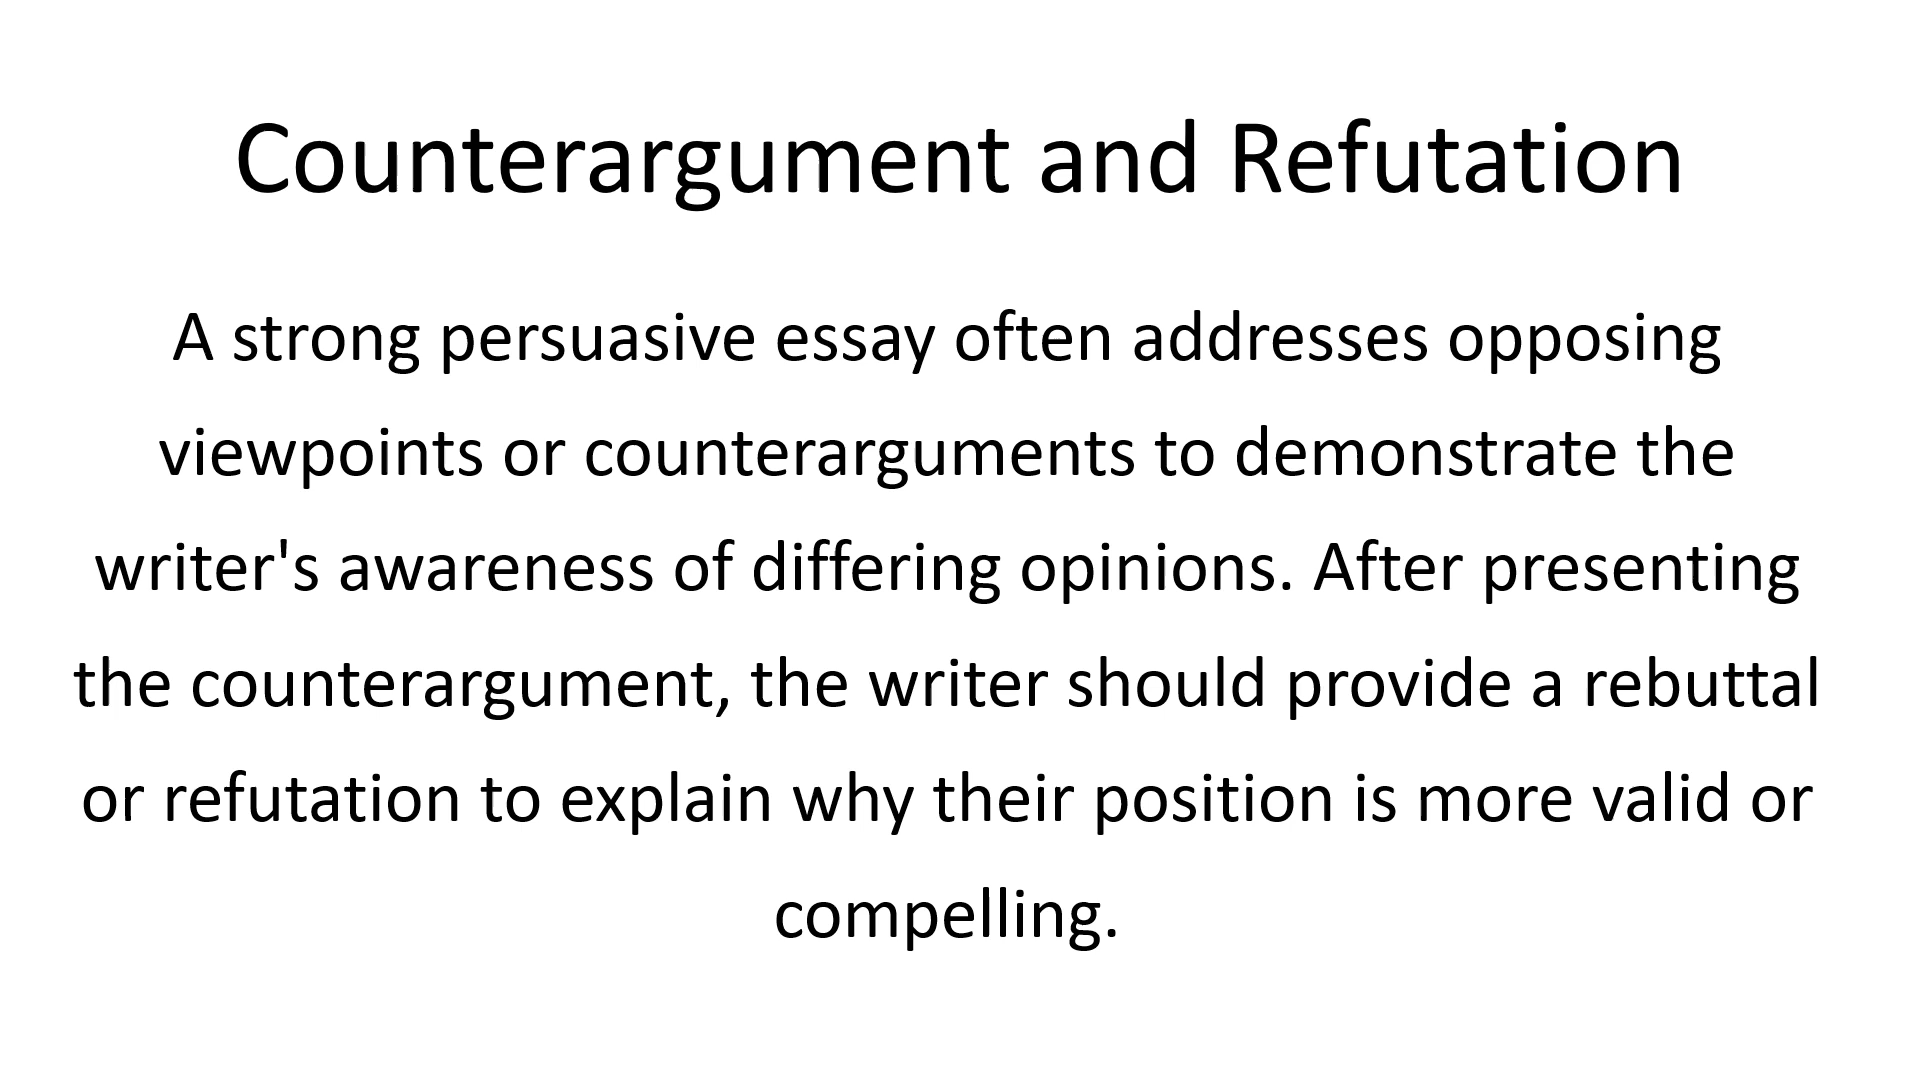 Counterargument and Refutation
A strong persuasive essay often addresses opposing
viewpoints or counterarguments to demonstrate the
writer's awareness of differing opinions. After presenting
the counterargument, the writer should provide a rebuttal
or refutation to explain why their position is more valid or
compelling.